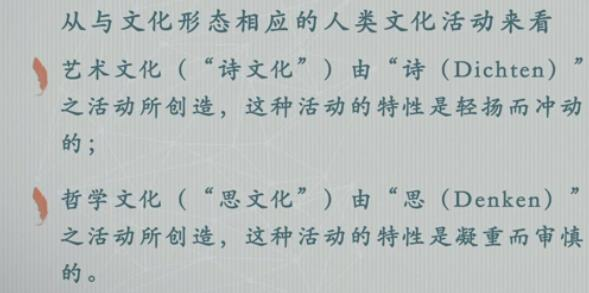 从与文化形态相应的人类文化活动来看
艺术文化（“诗文化”）由“诗（Dichten）”
之活动所创造，这种活动的特性是轻扬而冲动
的；
哲学文化（“思文化”）由“思（Denken）”
之活动所创造，这种活动的特性是凝重而审慎
的。